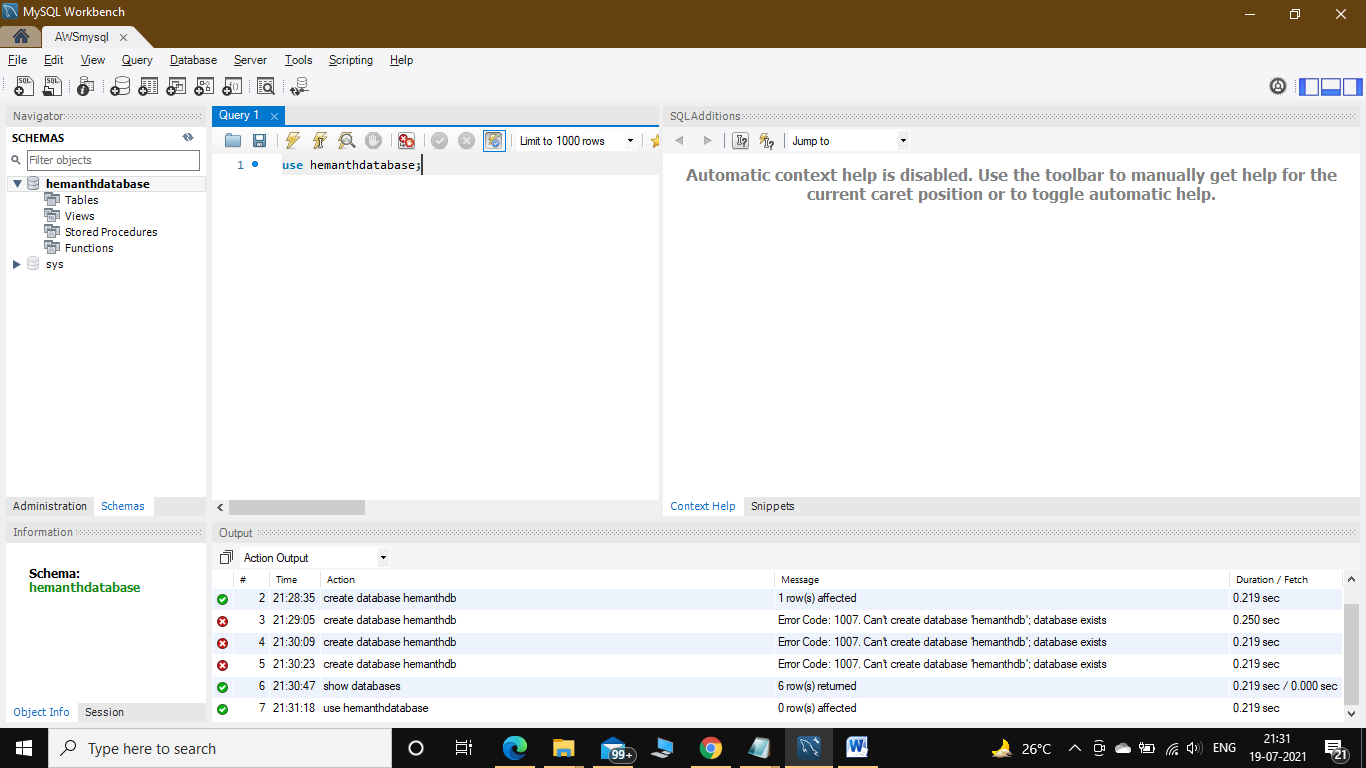 MySQL Workbench
AWSmysql
File Edit View Query Database Server Tools Scripting Help
Navigator
SCHEMAS
Filter objects
hemanthdatabase
Tables
Views
Stored Procedures
Functions
sys
Administration Schemas
Information
Schema:
hemanthdatabase
Object Info Session
Query 1
Limit to 1000 rows
1 use hemanthdatabase;
SQLAdditions
Jump to
Automatic context help is disabled. Use the toolbar to manually get help for the
current caret position or to toggle automatic help.
Context Help Snippets
Output
Action Output
# Time Action Message Duration / Fetch
2 21:28:35 create database hemanthdb 1 row(s) affected 0.219 sec
3 21:29:05 create database hemanthdb Error Code: 1007. Can't create database 'hemanthdb'; database exists 0.250 sec
4 21:30:09 create database hemanthdb Error Code: 1007. Can't create database 'hemanthdb'; database exists 0.219 sec
5 21:30:23 create database hemanthdb Error Code: 1007. Can't create database 'hemanthdb'; database exists 0.219 sec
6 21:30:47 show databases 6 row(s) returned 0.219 sec / 0.000 sec
7 21:31:18 use hemanthdatabase 0 row(s) affected 0.219 sec
Type here to search
99+
26°C
ENG
21:31
19-07-2021
21